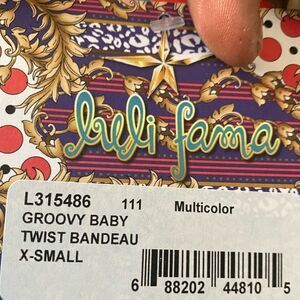 luli fama
L315486 111 Multicolor
GROOVY BABY
TWIST BANDEAU
X-SMALL
6 88202 44810 5